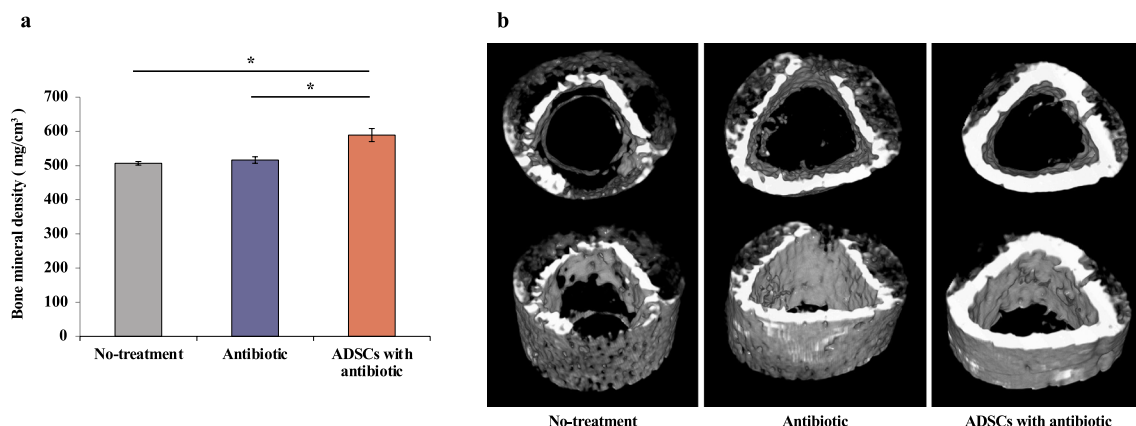 a
b
*
*
700
600
500
400
300
200
100
0
Bone mineral density ( mg/cm³ )
No-treatment
Antibiotic
ADSCs with
antibiotic
No-treatment
Antibiotic
ADSCs with antibiotic